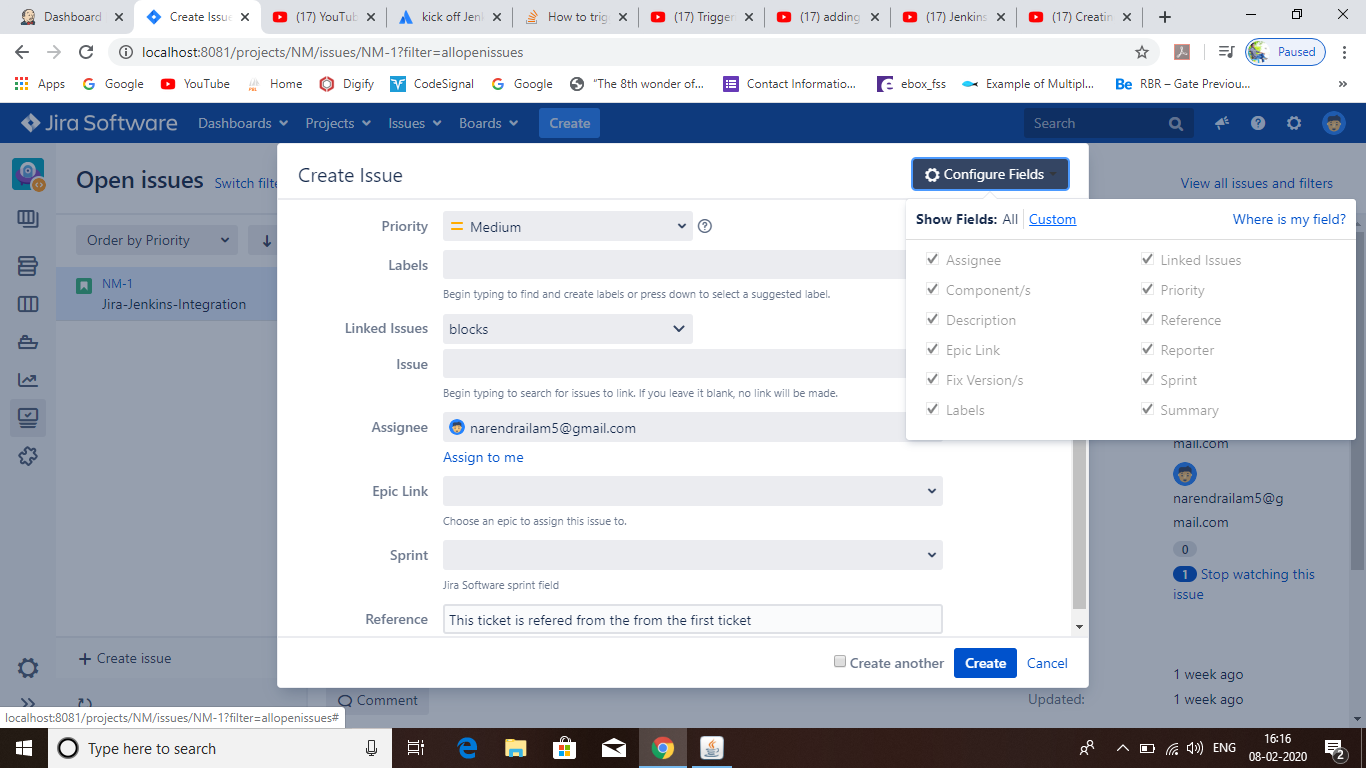 Dashboard
Create Issue
(17) YouTub
kick off Jen
How to trig
(17) Trigger
(17) adding
(17) Jenkins
(17) Creatin
localhost:8081/projects/NM/issues/NM-1?filter=allopenissues
Paused
Apps
Google
YouTube
Home
Digify
CodeSignal
Google
"The 8th wonder of...
Contact Informatio...
ebox_fss
Example of Multipl...
Be RBR – Gate Previou...
»
Jira Software
Dashboards
Projects
Issues
Boards
Create
Search
Open issues
Switch filte
View all issues and filters
Order by Priority
NM-1
Jira-Jenkins-Integration
Create Issue
Configure Fields
Show Fields: All Custom
Where is my field?
Assignee
Linked Issues
Component/s
Priority
Description
Reference
Epic Link
Reporter
Fix Version/s
Sprint
Labels
Summary
Priority
Medium
Labels
Begin typing to find and create labels or press down to select a suggested label.
Linked Issues
blocks
Issue
Begin typing to search for issues to link. If you leave it blank, no link will be made.
Assignee
narendrailam5@gmail.com
Assign to me
Epic Link
Choose an epic to assign this issue to.
Sprint
Jira Software sprint field
Reference
This ticket is refered from the from the first ticket
Create another
Create
Cancel
mail.com
narendrailam5@g
mail.com
0
1 Stop watching this
issue
1 week ago
Updated:
1 week ago
+ Create issue
Comment
localhost:8081/projects/NM/issues/NM-1?filter=allopenissues#
Type here to search
ENG
16:16
08-02-2020
2